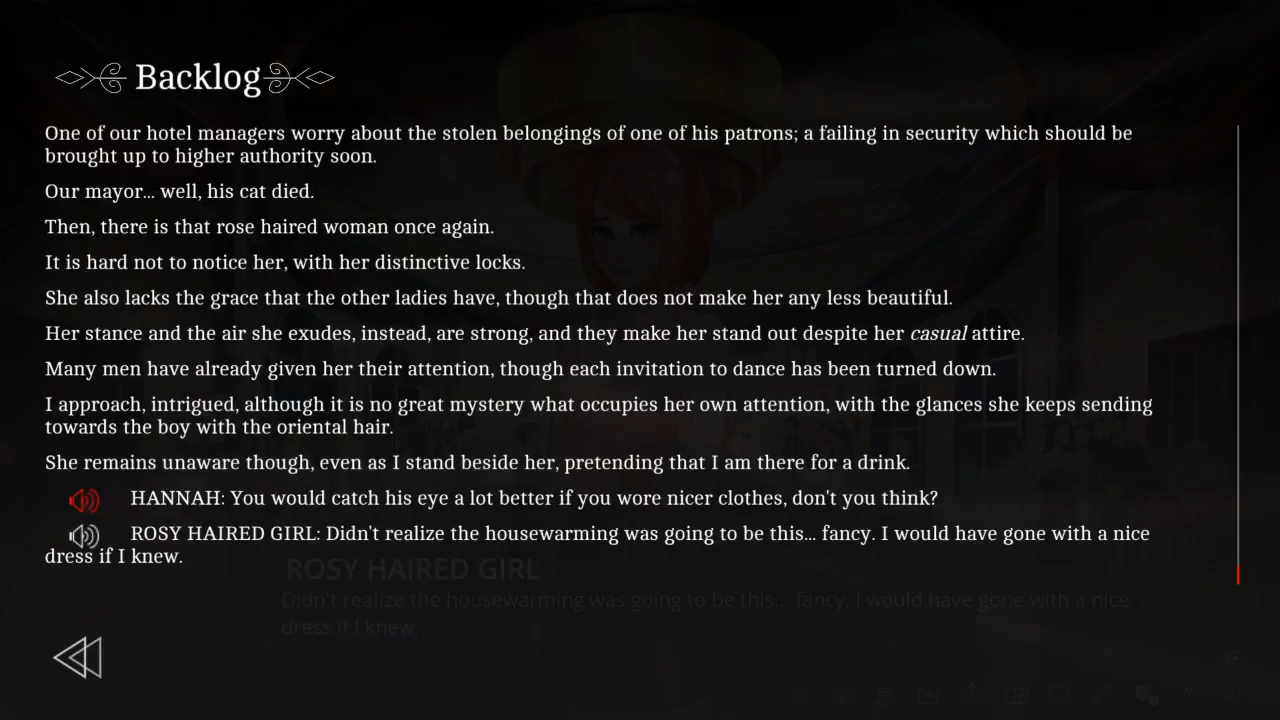 Backlog
One of our hotel managers worry about the stolen belongings of one of his patrons; a failing in security which should be
brought up to higher authority soon.
Our mayor... well, his cat died.
Then, there is that rose haired woman once again.
It is hard not to notice her, with her distinctive locks.
She also lacks the grace that the other ladies have, though that does not make her any less beautiful.
Her stance and the air she exudes, instead, are strong, and they make her stand out despite her casual attire.
Many men have already given her their attention, though each invitation to dance has been turned down.
I approach, intrigued, although it is no great mystery what occupies her own attention, with the glances she keeps sending
towards the boy with the oriental hair.
She remains unaware though, even as I stand beside her, pretending that I am there for a drink.
HANNAH: You would catch his eye a lot better if you wore nicer clothes, don't you think?
ROSY HAIRED GIRL: Didn't realize the housewarming was going to be this... fancy. I would have gone with a nice
dress if I knew.
ROSY HAIRED GIRL
Didn't realize the housewarming was going to be this... fancy. I would have gone with a nice
dress if I knew.